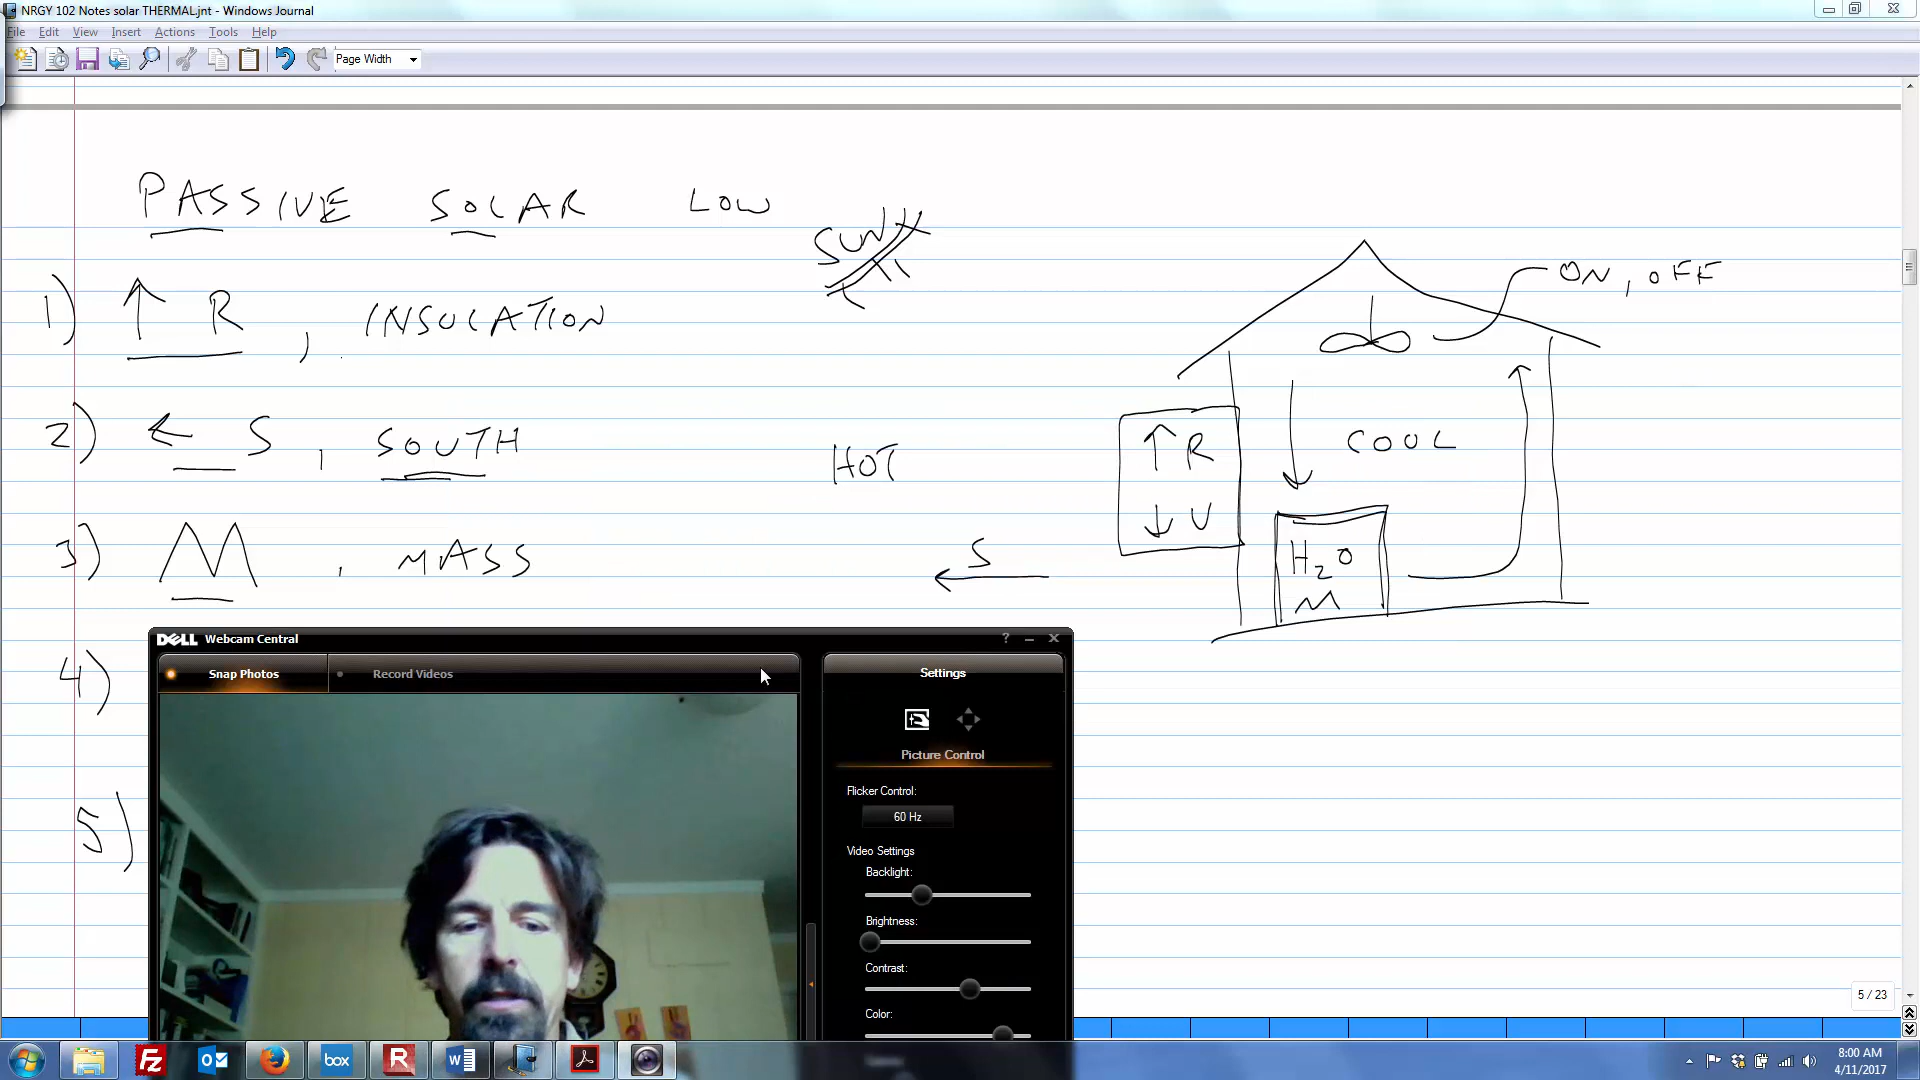 NRGY 102 Notes solar THERMAL.jnt - Windows Journal
File Edit View Insert Actions Tools Help
Page Width
PASSIVE SOLAR LOW
SUN
1) ↑ R , INSULATION
ON, OFF
2) ← S , SOUTH
HOT
↑ R
↓ U
COOL
3) M , MASS
S
H2O
M
4)
5)
DELL Webcam Central
?
Snap Photos
Record Videos
Settings
Picture Control
Flicker Control:
60 Hz
Video Settings
Backlight:
Brightness:
Contrast:
Color:
5 / 23
Fz
box
R
W
8:00 AM
4/11/2017